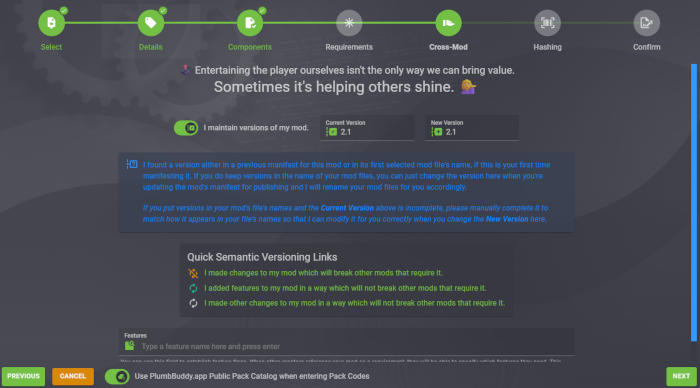 Select
Details
Components
Requirements
Cross-Mod
Hashing
Confirm
Entertaining the player ourselves isn't the only way we can bring value.
Sometimes it's helping others shine.
I maintain versions of my mod.
Current Version
2.1
New Version
2.1
I found a version either in a previous manifest for this mod or in its first selected mod file's name, if this is your first time
manifesting it. If you do keep versions in the name of your mod files, you can just change the version here when you're
updating the mod's manifest for publishing and I will rename your mod files for you accordingly.
If you put versions in your mod's file's names and the Current Version above is incomplete, please manually complete it to
match how it appears in your file's names so that I can modify it for you correctly when you change the New Version here.
Quick Semantic Versioning Links
I made changes to my mod which will break other mods that require it.
I added features to my mod in a way which will not break other mods that require it.
I made other changes to my mod in a way which will not break other mods that require it.
Features
Type a feature name here and press enter
PREVIOUS
CANCEL
Use PlumbBuddy.app Public Pack Catalog when entering Pack Codes
NEXT